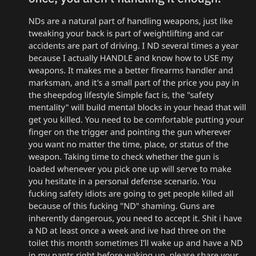 once, you aren't handling it enough.
NDs are a natural part of handling weapons, just like
tweaking your back is part of weightlifting and car
accidents are part of driving. I ND several times a year
because I actually HANDLE and know how to USE my
weapons. It makes me a better firearms handler and
marksman, and it's a small part of the price you pay in
the sheepdog lifestyle Simple fact is, the "safety
mentality" will build mental blocks in your head that will
get you killed. You need to be comfortable putting your
finger on the trigger and pointing the gun wherever
you want no matter the time, place, or status of the
weapon. Taking time to check whether the gun is
loaded whenever you pick one up will serve to make
you hesitate in a personal defense scenario. You
fucking safety idiots are going to get people killed all
because of this fucking "ND" shaming. Guns are
inherently dangerous, you need to accept it. Shit i have
a ND at least once a week and ive had three on the
toilet this month sometimes I'll wake up and have a ND
in my pants right before waking up, please share your